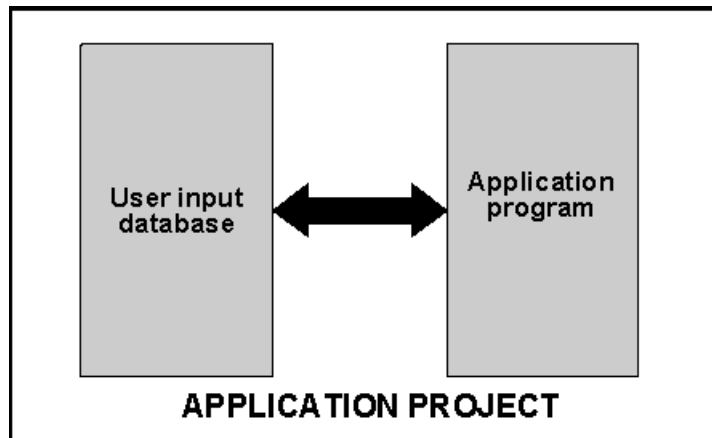 User input
database
Application
program
APPLICATION PROJECT